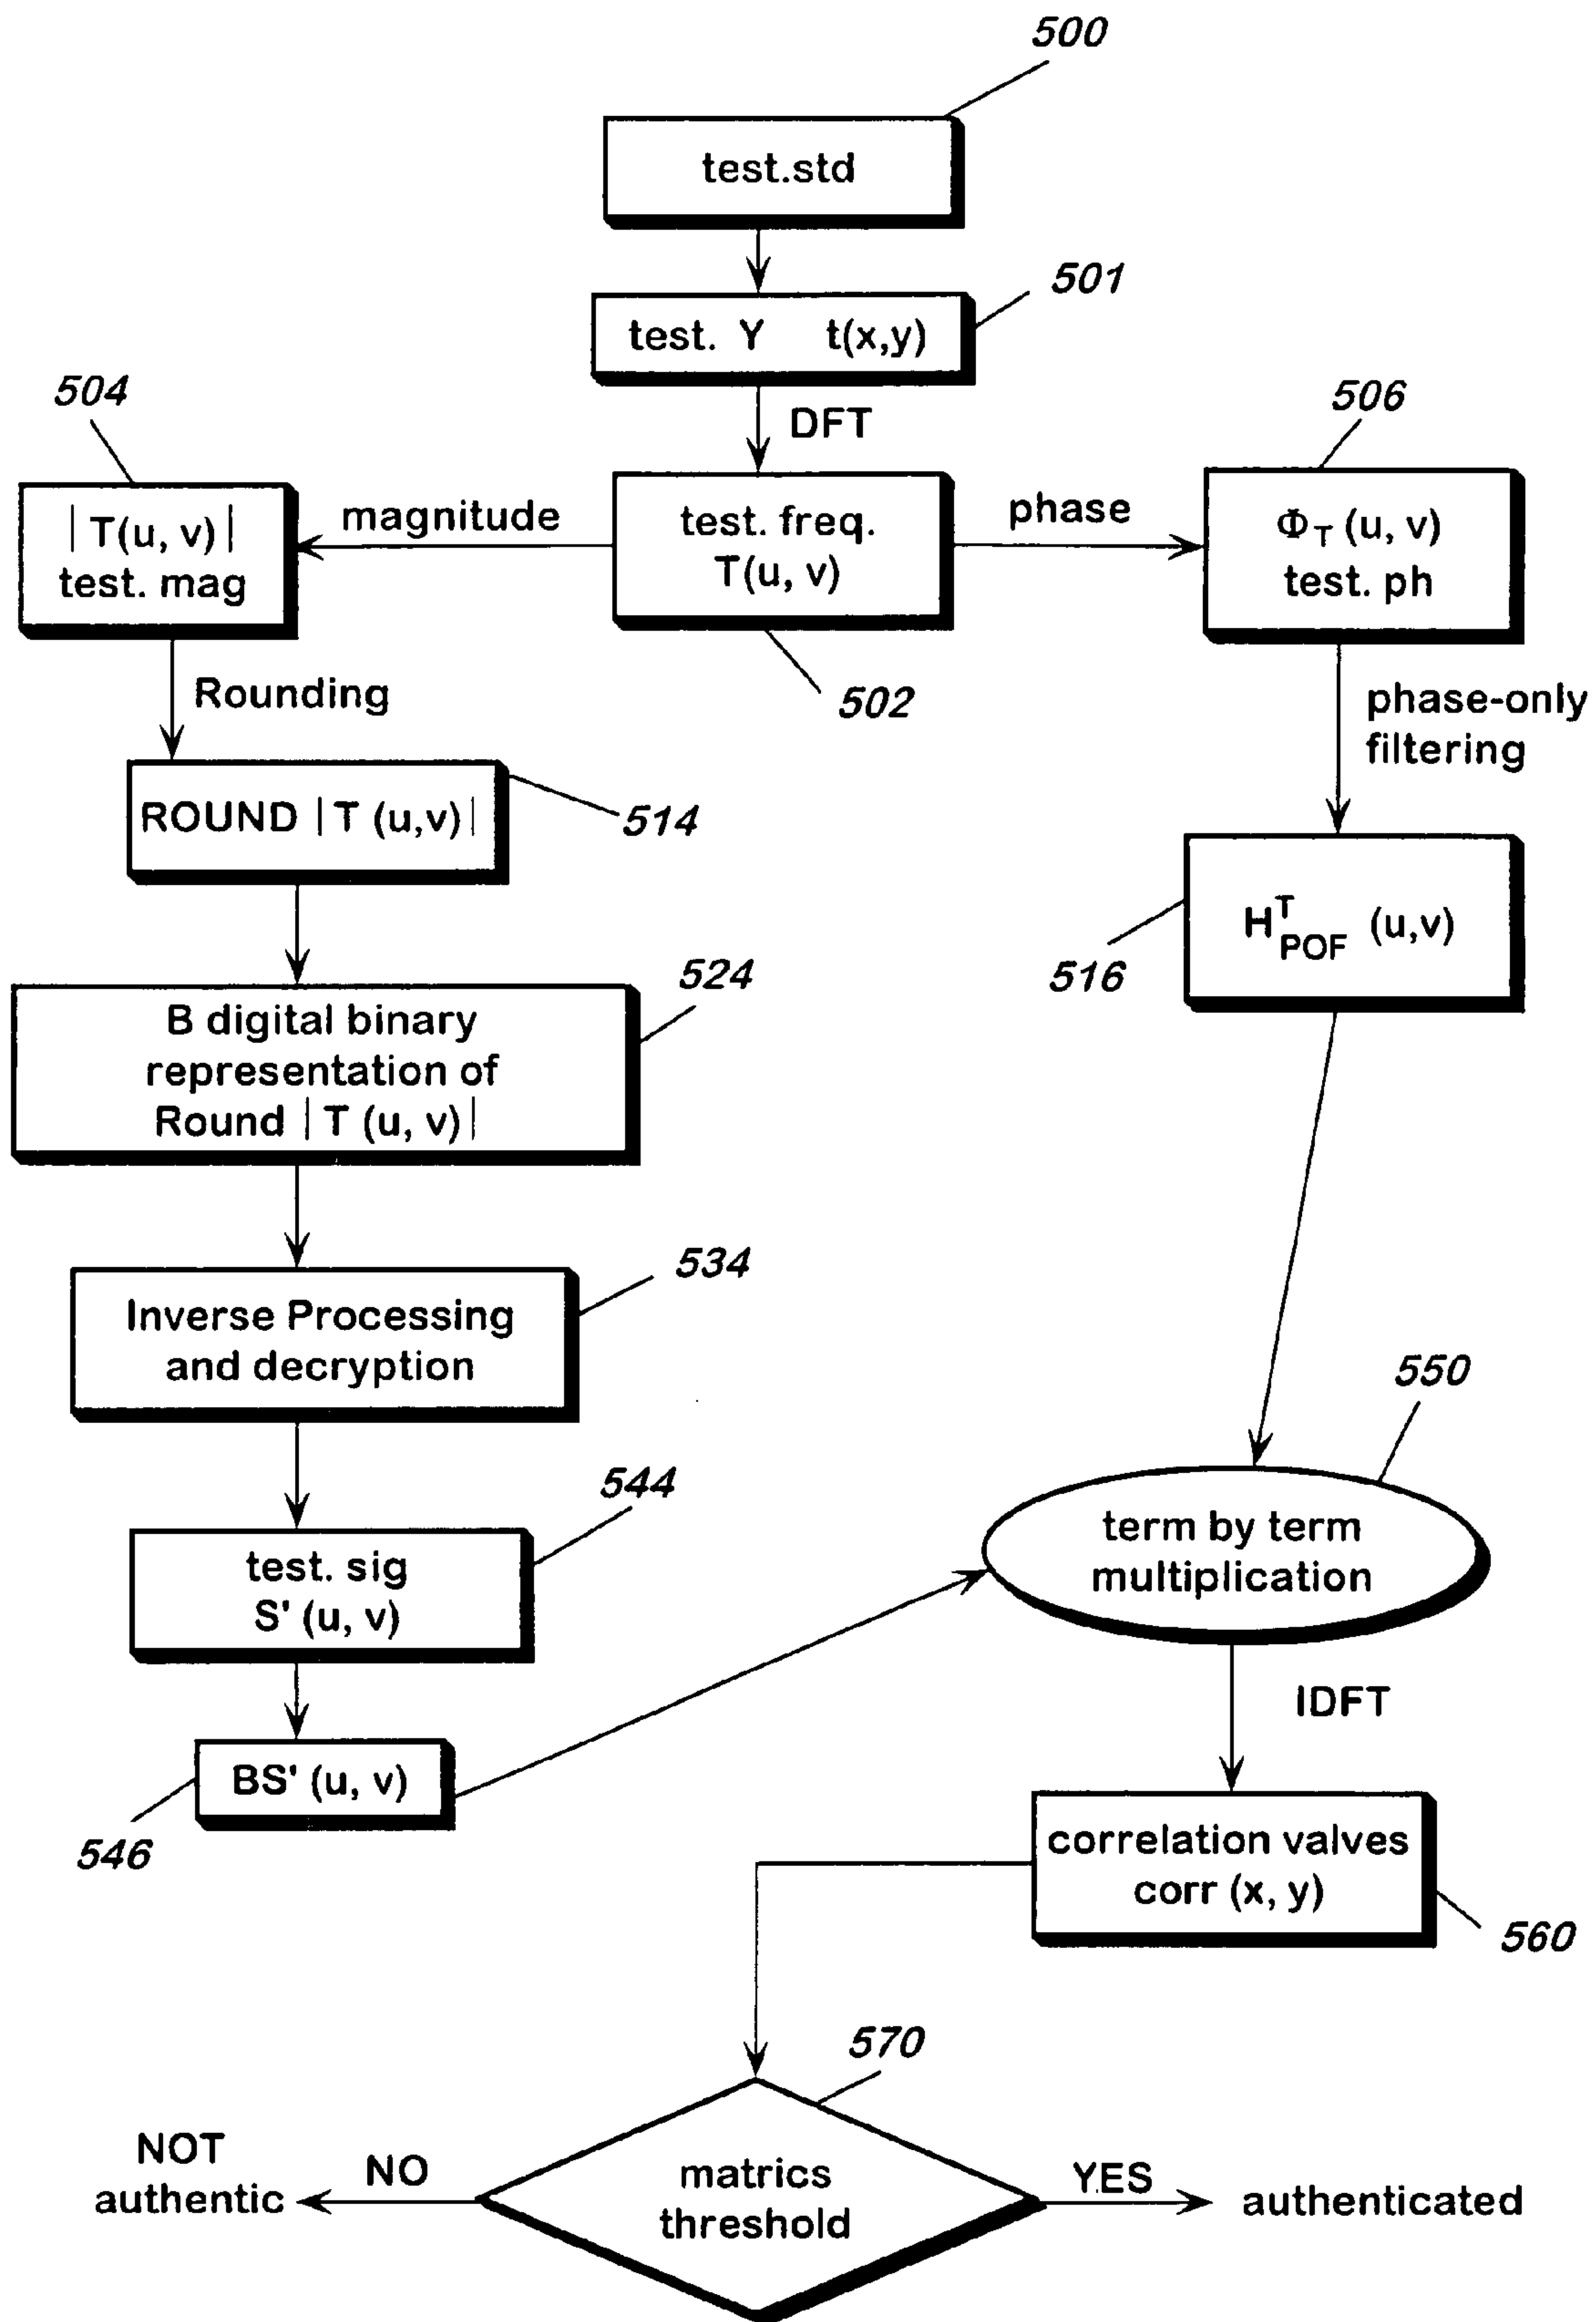 500
test.std
501
test. Y t(x,y)
DFT
504
506
|T(u, v)|
test. mag
magnitude
test. freq.
T(u, v)
phase
Φ_T (u, v)
test. ph
502
Rounding
phase-only
filtering
ROUND |T (u,v)|
514
H^T_POF (u,v)
516
524
B digital binary
representation of
Round |T (u, v)|
534
Inverse Processing
and decryption
550
544
term by term
multiplication
test. sig
S' (u, v)
IDFT
BS' (u, v)
546
correlation valves
corr (x, y)
560
570
NOT
authentic
NO
matrics
threshold
YES
authenticated